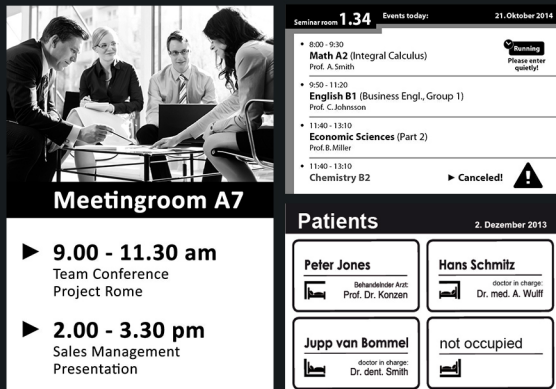 Meetingroom A7
9.00 - 11.30 am
Team Conference
Project Rome
2.00 - 3.30 pm
Sales Management
Presentation
Seminar room 1.34 Events today: 21.Oktober 2014
8:00 - 9:30
Math A2 (Integral Calculus)
Prof. A. Smith
Running
Please enter
quietly!
9:50 - 11:20
English B1 (Business Engl., Group 1)
Prof. C. Johnsson
11:40 - 13:10
Economic Sciences (Part 2)
Prof. B. Miller
11:40 - 13:10
Chemistry B2 ► Canceled!
Patients 2. Dezember 2013
Peter Jones
Behandelnder Arzt:
Prof. Dr. Konzen
Hans Schmitz
doctor in charge:
Dr. med. A. Wulff
Jupp van Bommel
doctor in charge:
Dr. dent. Smith
not occupied